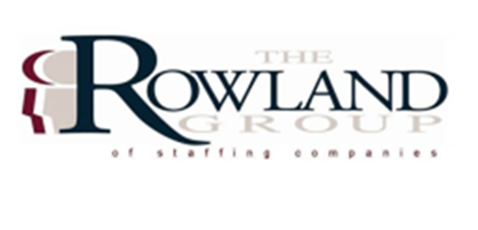 THE
ROWLAND
GROUP
of staffing companies